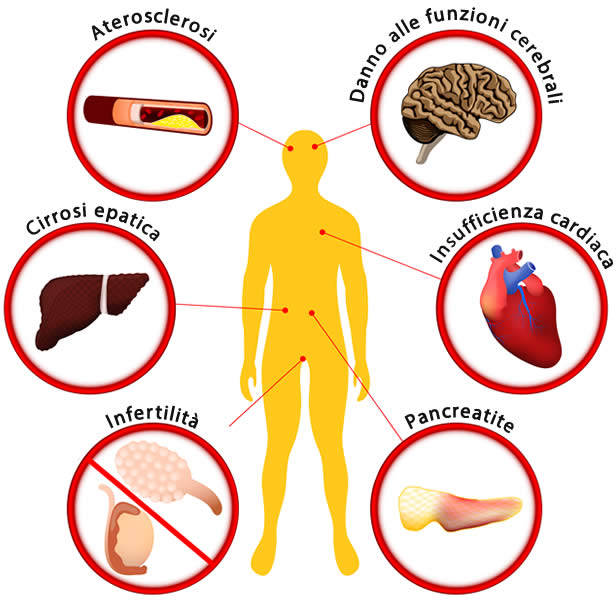 Aterosclerosi
Danno alle funzioni cerebrali
Cirrosi epatica
Insufficienza cardiaca
Infertilità
Pancreatite